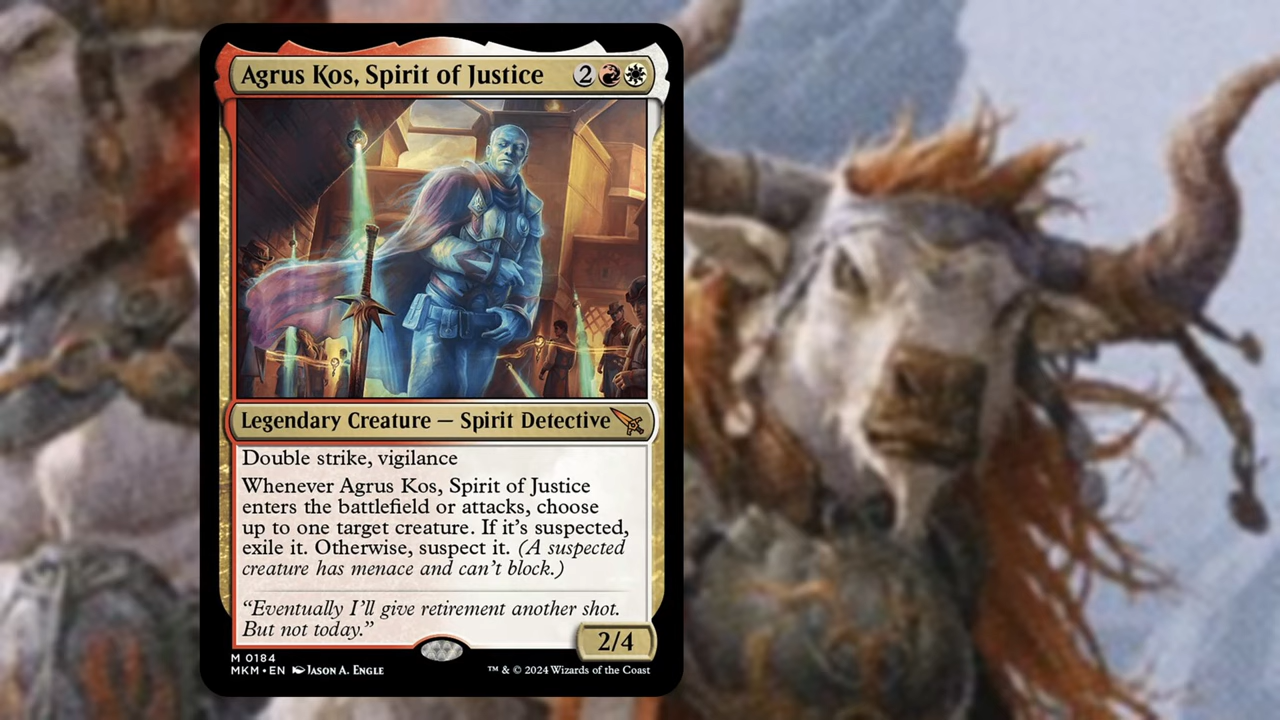 Agrus Kos, Spirit of Justice 2
Legendary Creature — Spirit Detective
Double strike, vigilance
Whenever Agrus Kos, Spirit of Justice
enters the battlefield or attacks, choose
up to one target creature. If it's suspected,
exile it. Otherwise, suspect it. (A suspected
creature has menace and can't block.)
“Eventually I'll give retirement another shot.
But not today.”
2/4
M 0184
MKM • EN Jason A. Engle ™ & © 2024 Wizards of the Coast